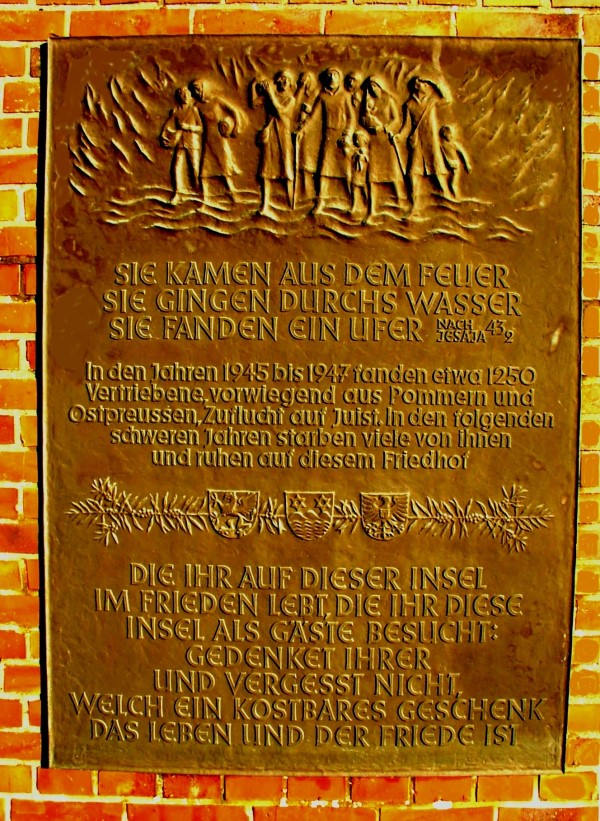 SIE KAMEN AUS DEM FEUER
SIE GINGEN DURCHS WASSER
SIE FANDEN EIN UFER NACH JESAJA 43,2
In den Jahren 1945 bis 1947 fanden etwa 1250
Vertriebene, vorwiegend aus Pommern und
Ostpreussen, Zuflucht auf Juist. In den folgenden
schweren Jahren starben viele von ihnen
und ruhen auf diesem Friedhof
DIE IHR AUF DIESER INSEL
IM FRIEDEN LEBT, DIE IHR DIESE
INSEL ALS GÄSTE BESUCHT:
GEDENKET IHRER
UND VERGESST NICHT,
WELCH EIN KOSTBARES GESCHENK
DAS LEBEN UND DER FRIEDE IST